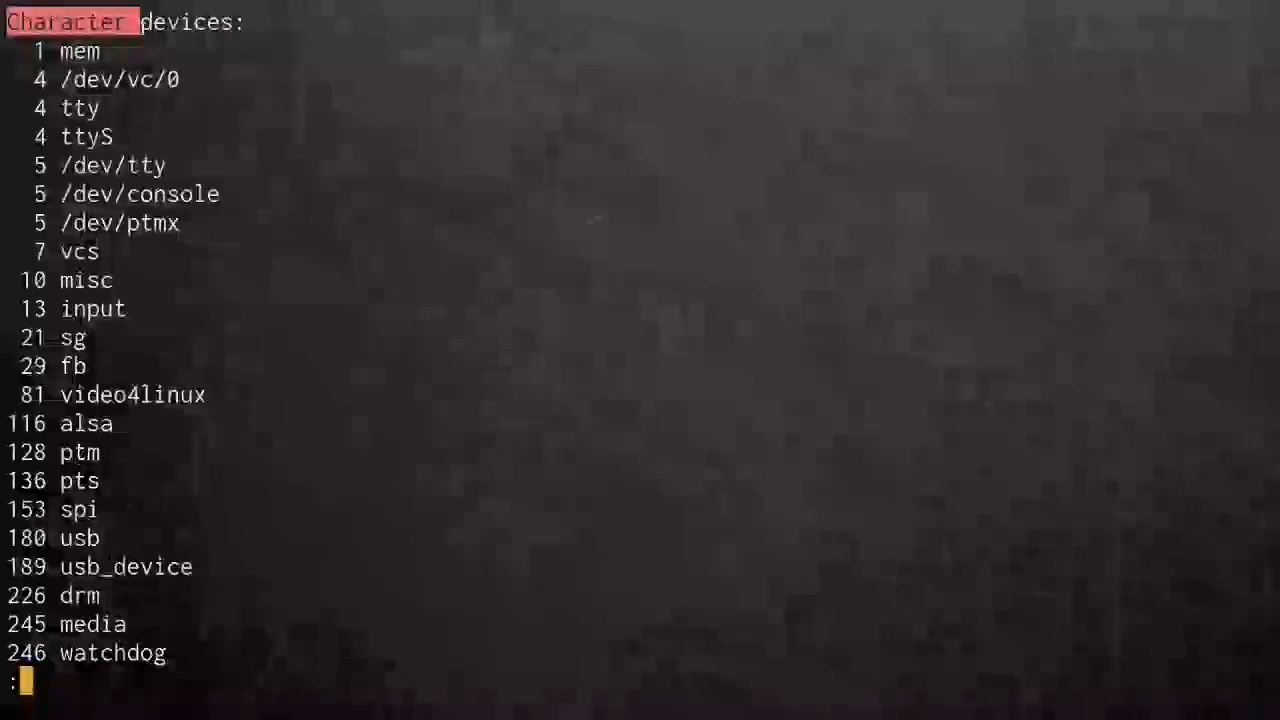 Character devices:
1 mem
4 /dev/vc/0
4 tty
4 ttyS
5 /dev/tty
5 /dev/console
5 /dev/ptmx
7 vcs
10 misc
13 input
21 sg
29 fb
81 video4linux
116 alsa
128 ptm
136 pts
153 spi
180 usb
189 usb_device
226 drm
245 media
246 watchdog
: